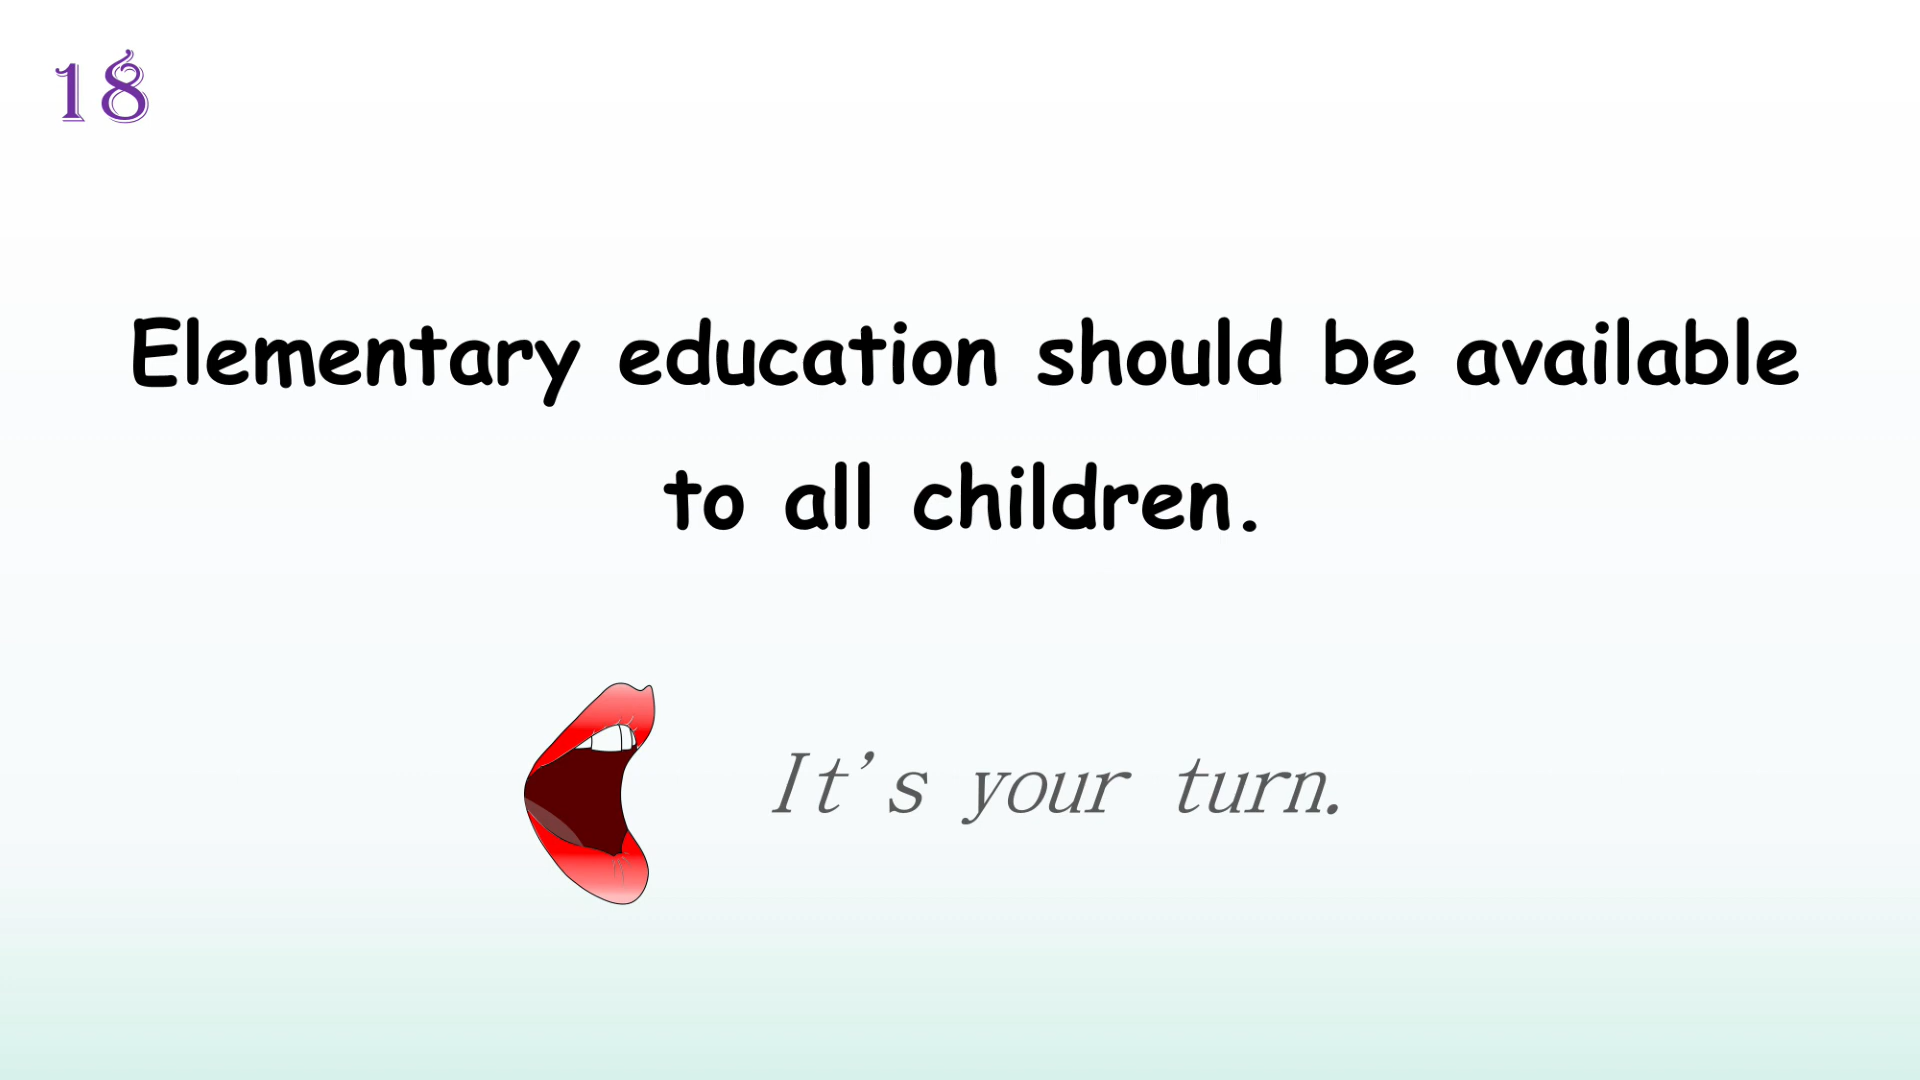 18
Elementary education should be available
to all children.
It's your turn.